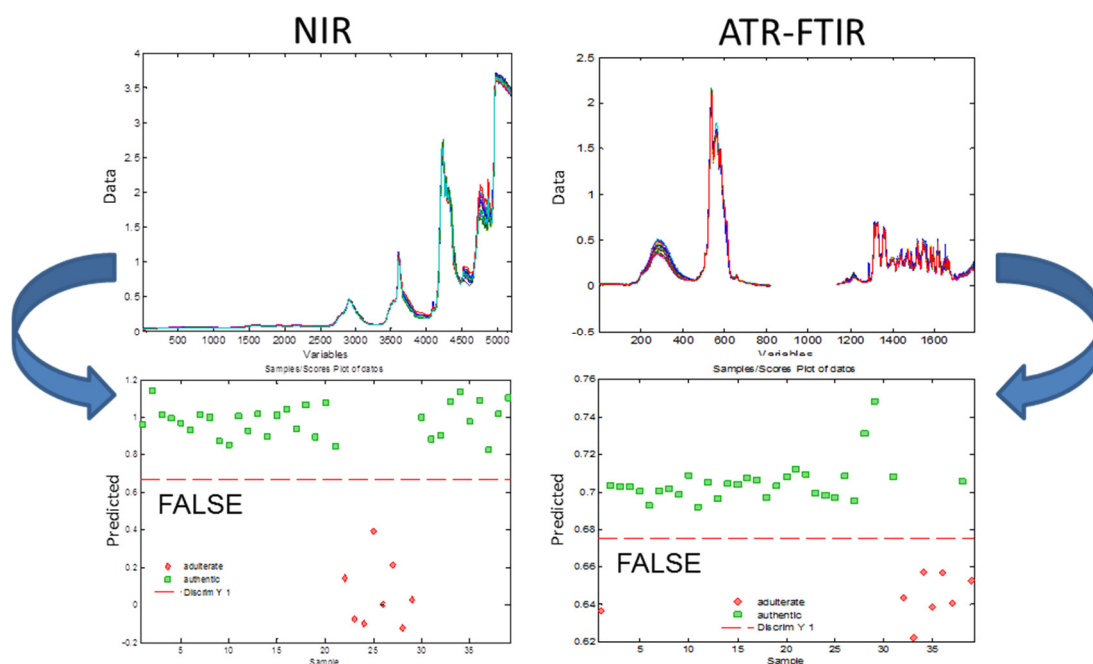 NIR
ATR-FTIR
4
3.5
3
2.5
2
1.5
1
0.5
0
Data
500 1000 1500 2000 2500 3000 3500 4000 4500 5000
Variables
2.5
2
1.5
1
0.5
0
-0.5
Data
200 400 600 800 1000 1200 1400 1600
Variables
Samples/Scores Plot of datos
1.2
1.0
0.8
0.6
0.4
0.2
0
-0.2
Predicted
FALSE
adulterate
authentic
Discrim Y 1
5 10 15 20 25 30 35
Sample
Samples/Scores Plot of datos
0.76
0.74
0.72
0.7
0.68
0.66
0.64
0.62
Predicted
FALSE
adulterate
authentic
Discrim Y 1
5 10 15 20 25 30 35
Sample